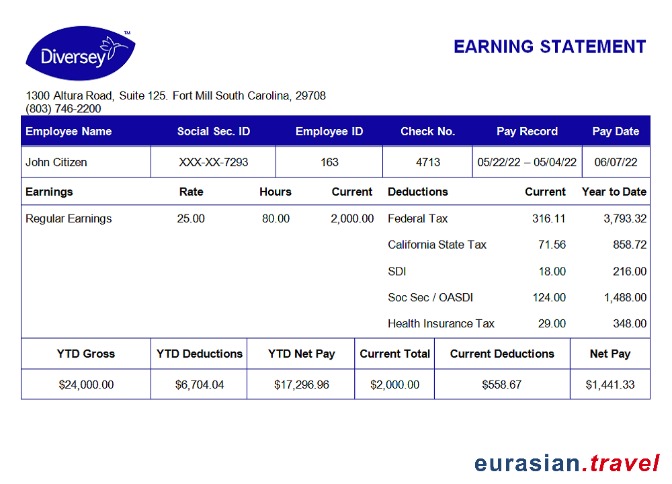 Diversey™
EARNING STATEMENT
1300 Altura Road, Suite 125. Fort Mill South Carolina, 29708
(803) 746-2200
Employee Name Social Sec. ID Employee ID Check No. Pay Record Pay Date
John Citizen XXX-XX-7293 163 4713 05/22/22 – 05/04/22 06/07/22
Earnings Rate Hours Current Deductions Current Year to Date
Regular Earnings 25.00 80.00 2,000.00 Federal Tax 316.11 3,793.32
California State Tax 71.56 858.72
SDI 18.00 216.00
Soc Sec / OASDI 124.00 1,488.00
Health Insurance Tax 29.00 348.00
YTD Gross YTD Deductions YTD Net Pay Current Total Current Deductions Net Pay
$24,000.00 $6,704.04 $17,296.96 $2,000.00 $558.67 $1,441.33
eurasian.travel